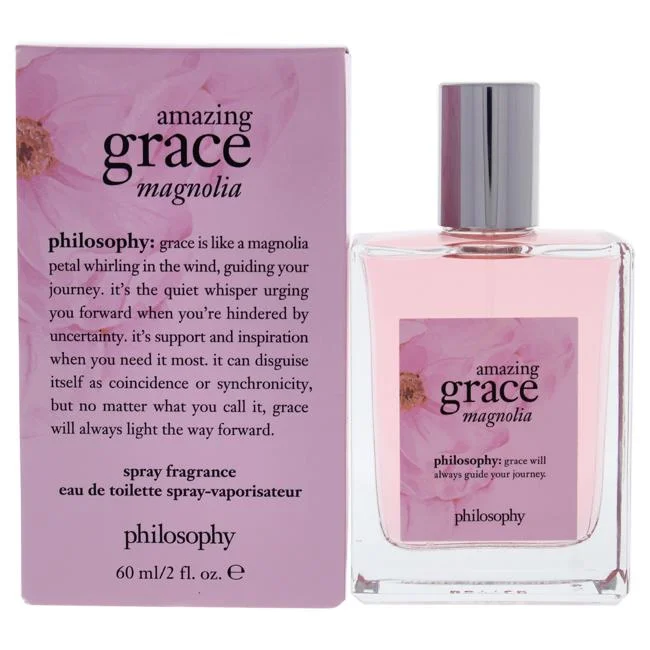 amazing
grace
magnolia
philosophy: grace is like a magnolia
petal whirling in the wind, guiding your
journey. it's the quiet whisper urging
you forward when you're hindered by
uncertainty. it's support and inspiration
when you need it most. it can disguise
itself as coincidence or synchronicity,
but no matter what you call it, grace
will always light the way forward.
spray fragrance
eau de toilette spray-vaporisateur
philosophy
60 ml/2 fl. oz. ℮
amazing
grace
magnolia
philosophy: grace will
always guide your journey.
philosophy